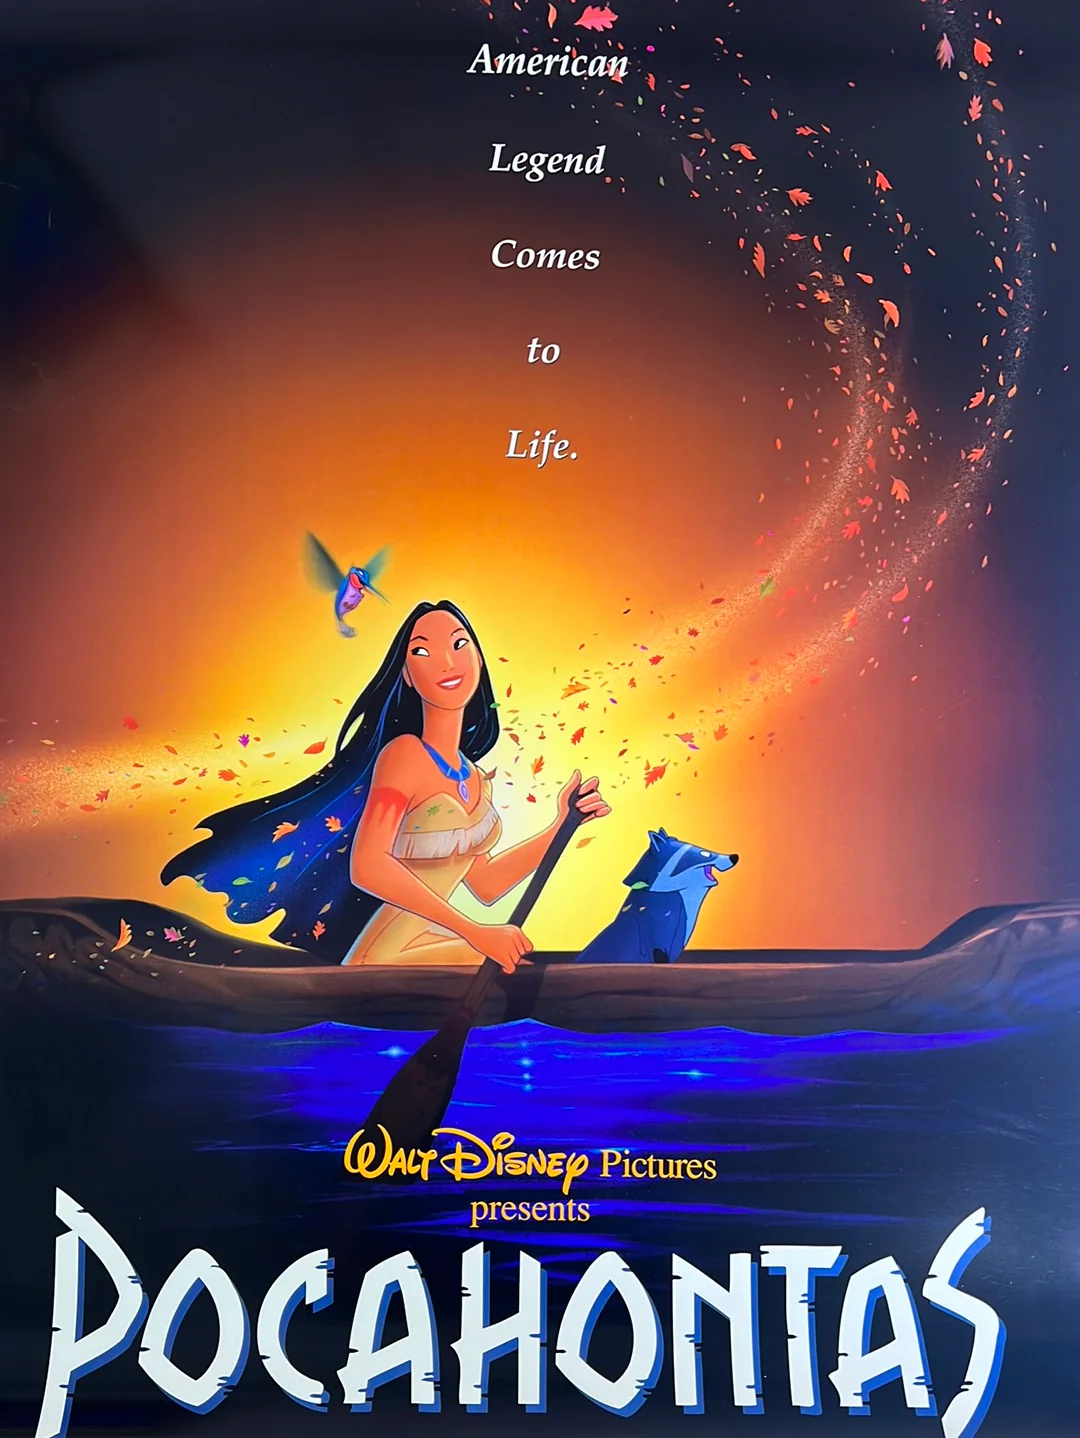 American
Legend
Comes
to
Life.
Walt Disney Pictures
presents
POCAHONTAS